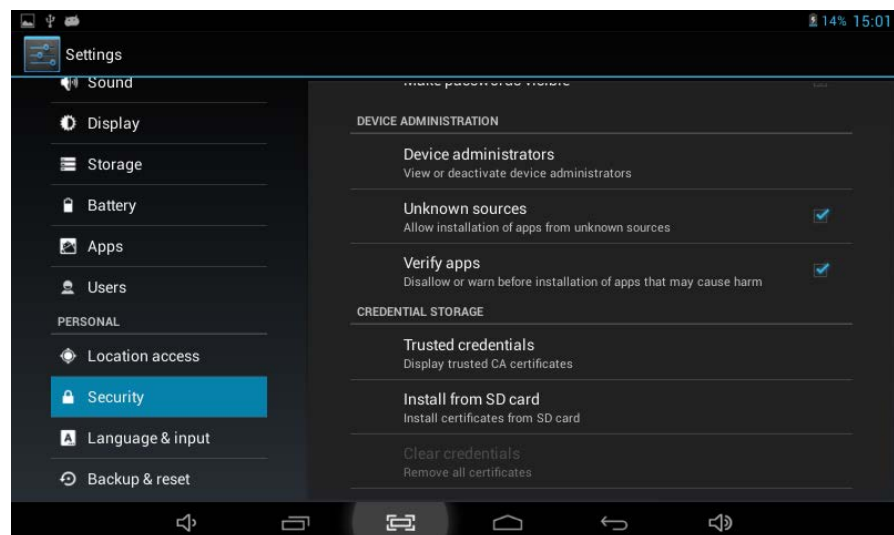 14% 15:01
Settings
Sound
Display
Storage
Battery
Apps
Users
PERSONAL
Location access
Security
Language & input
Backup & reset
Make passwords visible
DEVICE ADMINISTRATION
Device administrators
View or deactivate device administrators
Unknown sources
Allow installation of apps from unknown sources
Verify apps
Disallow or warn before installation of apps that may cause harm
CREDENTIAL STORAGE
Trusted credentials
Display trusted CA certificates
Install from SD card
Install certificates from SD card
Clear credentials
Remove all certificates